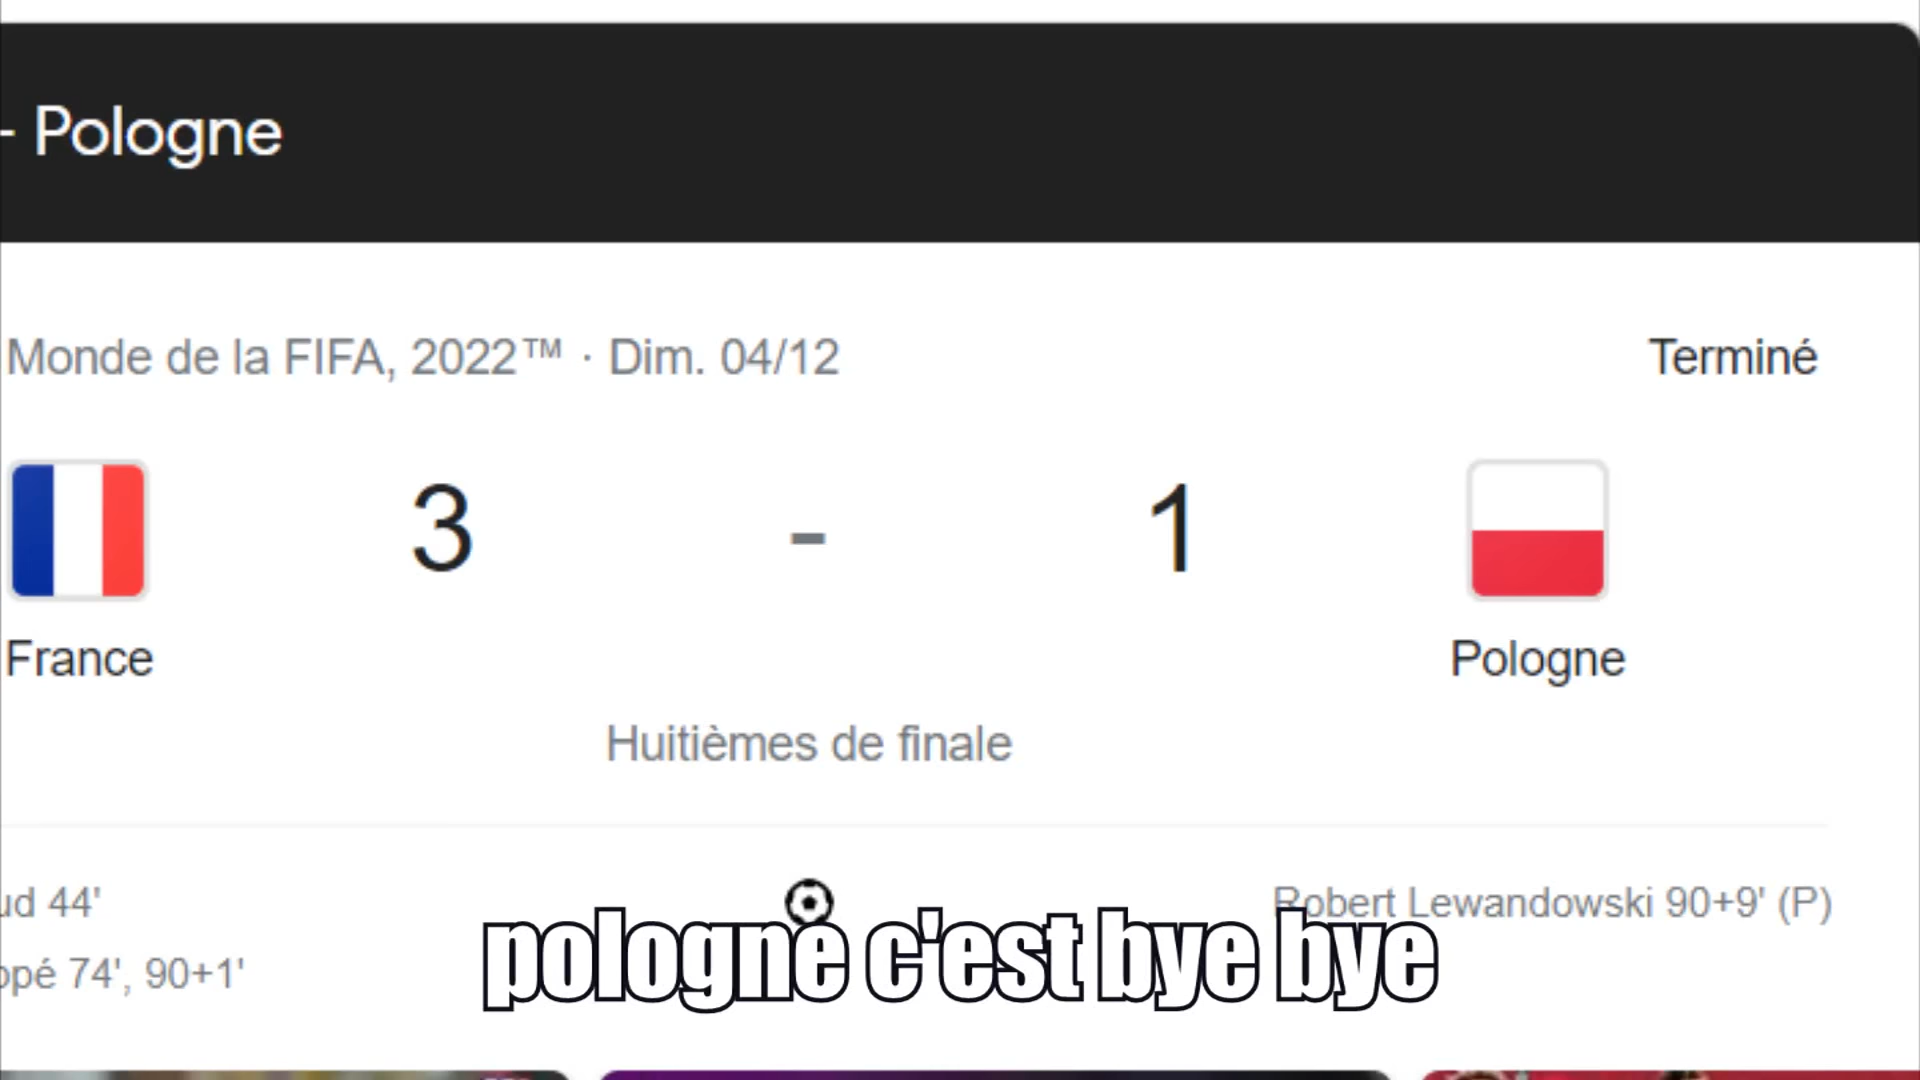 - Pologne
Monde de la FIFA, 2022™ · Dim. 04/12
Terminé
3 - 1
France
Pologne
Huitièmes de finale
ud 44'
Robert Lewandowski 90+9' (P)
opé 74', 90+1'
pologne c'est bye bye